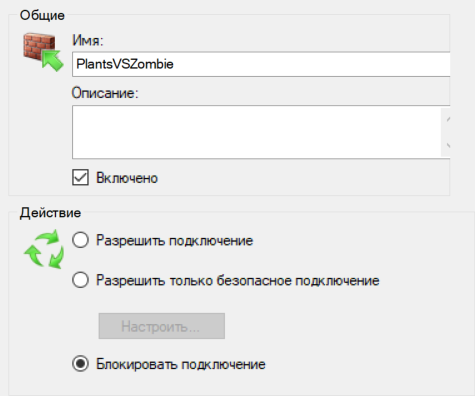 Общие
Имя:
PlantsVSZombie
Описание:
Включено
Действие
Разрешить подключение
Разрешить только безопасное подключение
Настроить...
Блокировать подключение